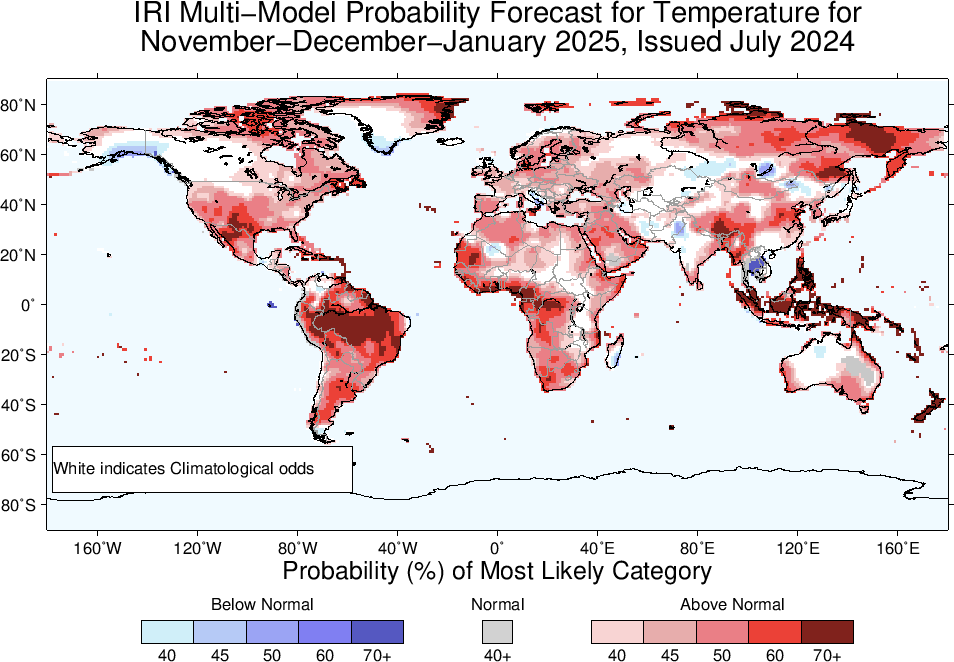 IRI Multi−Model Probability Forecast for Temperature for
November−December−January 2025, Issued July 2024
80˚N
60˚N
40˚N
20˚N
0˚
20˚S
40˚S
60˚S
80˚S
White indicates Climatological odds
160˚W 120˚W 80˚W 40˚W 0˚ 40˚E 80˚E 120˚E 160˚E
Probability (%) of Most Likely Category
Below Normal Normal Above Normal
40 45 50 60 70+ 40+ 40 45 50 60 70+